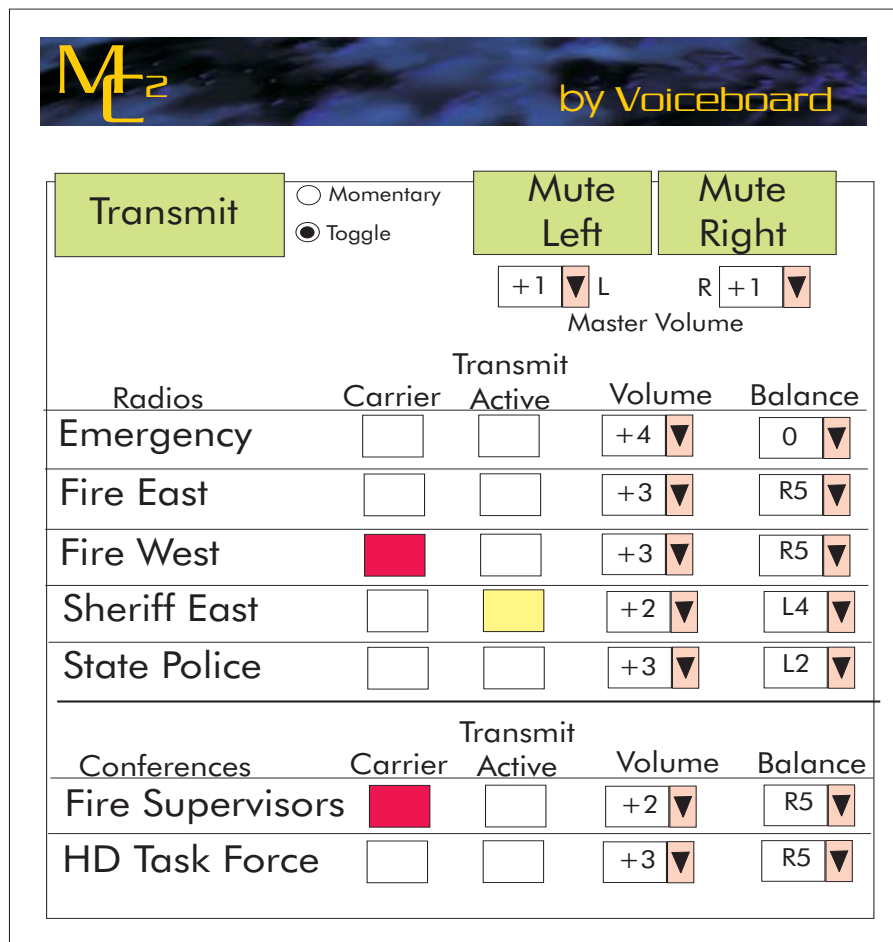 MC2
by Voiceboard
Transmit
Momentary
Toggle
Mute Left
Mute Right
+1 L R +1
Master Volume
Radios Carrier Transmit Active Volume Balance
Emergency +4 0
Fire East +3 R5
Fire West +3 R5
Sheriff East +2 L4
State Police +3 L2
Conferences Carrier Transmit Active Volume Balance
Fire Supervisors +2 R5
HD Task Force +3 R5